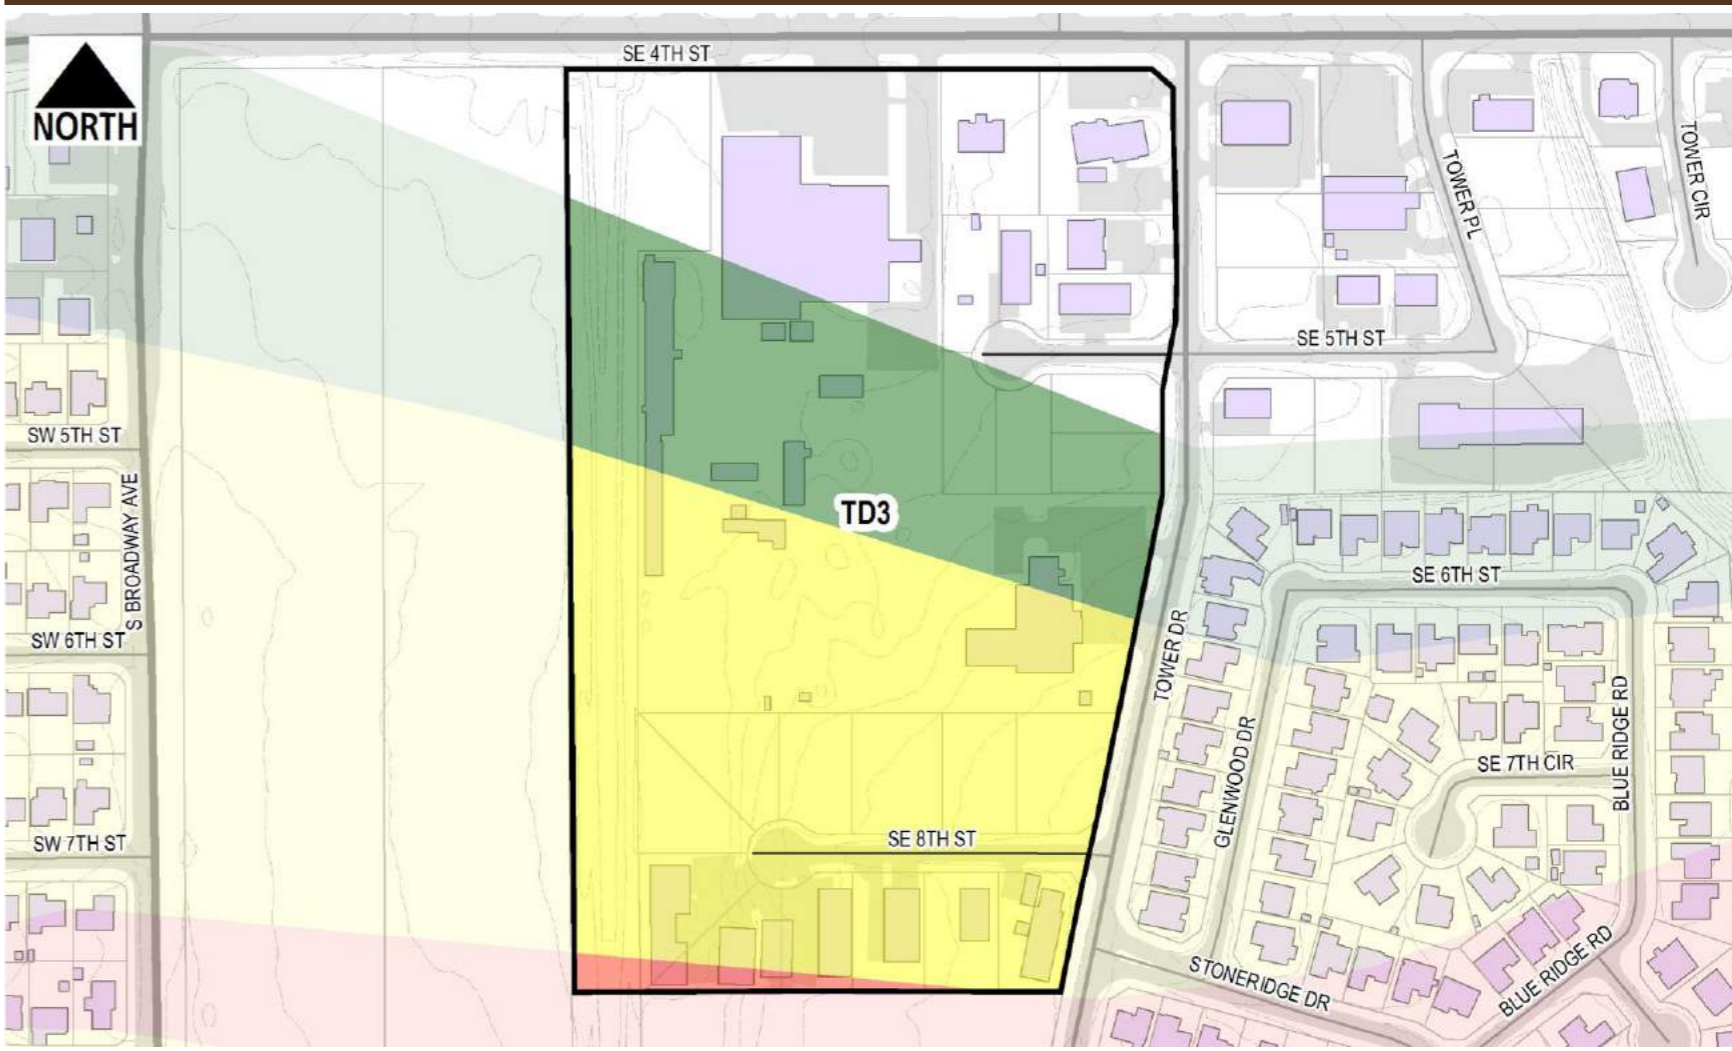 SE 4TH ST
NORTH
TOWER CIR
TOWER PL
SE 5TH ST
SW 5TH ST
S BROADWAY AVE
TD3
SE 6TH ST
SW 6TH ST
TOWER DR
BLUE RIDGE RD
GLENWOOD DR
SE 7TH CIR
SW 7TH ST
SE 8TH ST
STONERIDGE DR
BLUE RIDGE RD